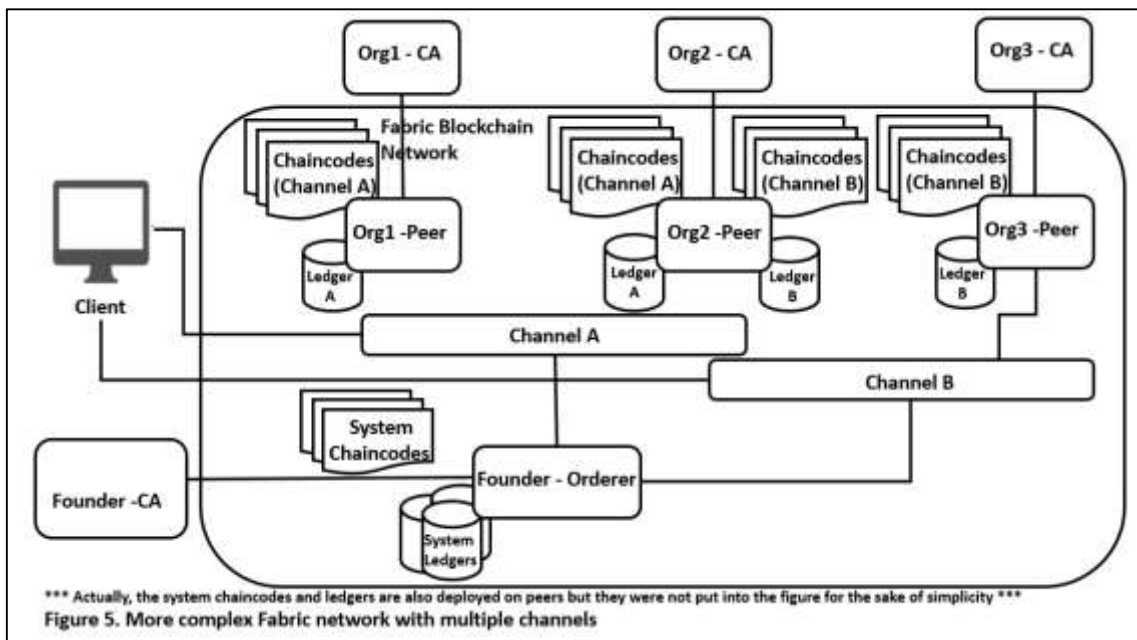 Org1 - CA
Org2 - CA
Org3 - CA
Fabric Blockchain
Network
Chaincodes
(Channel A)
Chaincodes
(Channel A)
Chaincodes
(Channel B)
Chaincodes
(Channel B)
Org1 -Peer
Org2 -Peer
Org3 -Peer
Ledger
A
Ledger
A
Ledger
B
Ledger
B
Client
Channel A
Channel B
System
Chaincodes
Founder -CA
Founder - Orderer
System
Ledgers
*** Actually, the system chaincodes and ledgers are also deployed on peers but they were not put into the figure for the sake of simplicity ***
Figure 5. More complex Fabric network with multiple channels